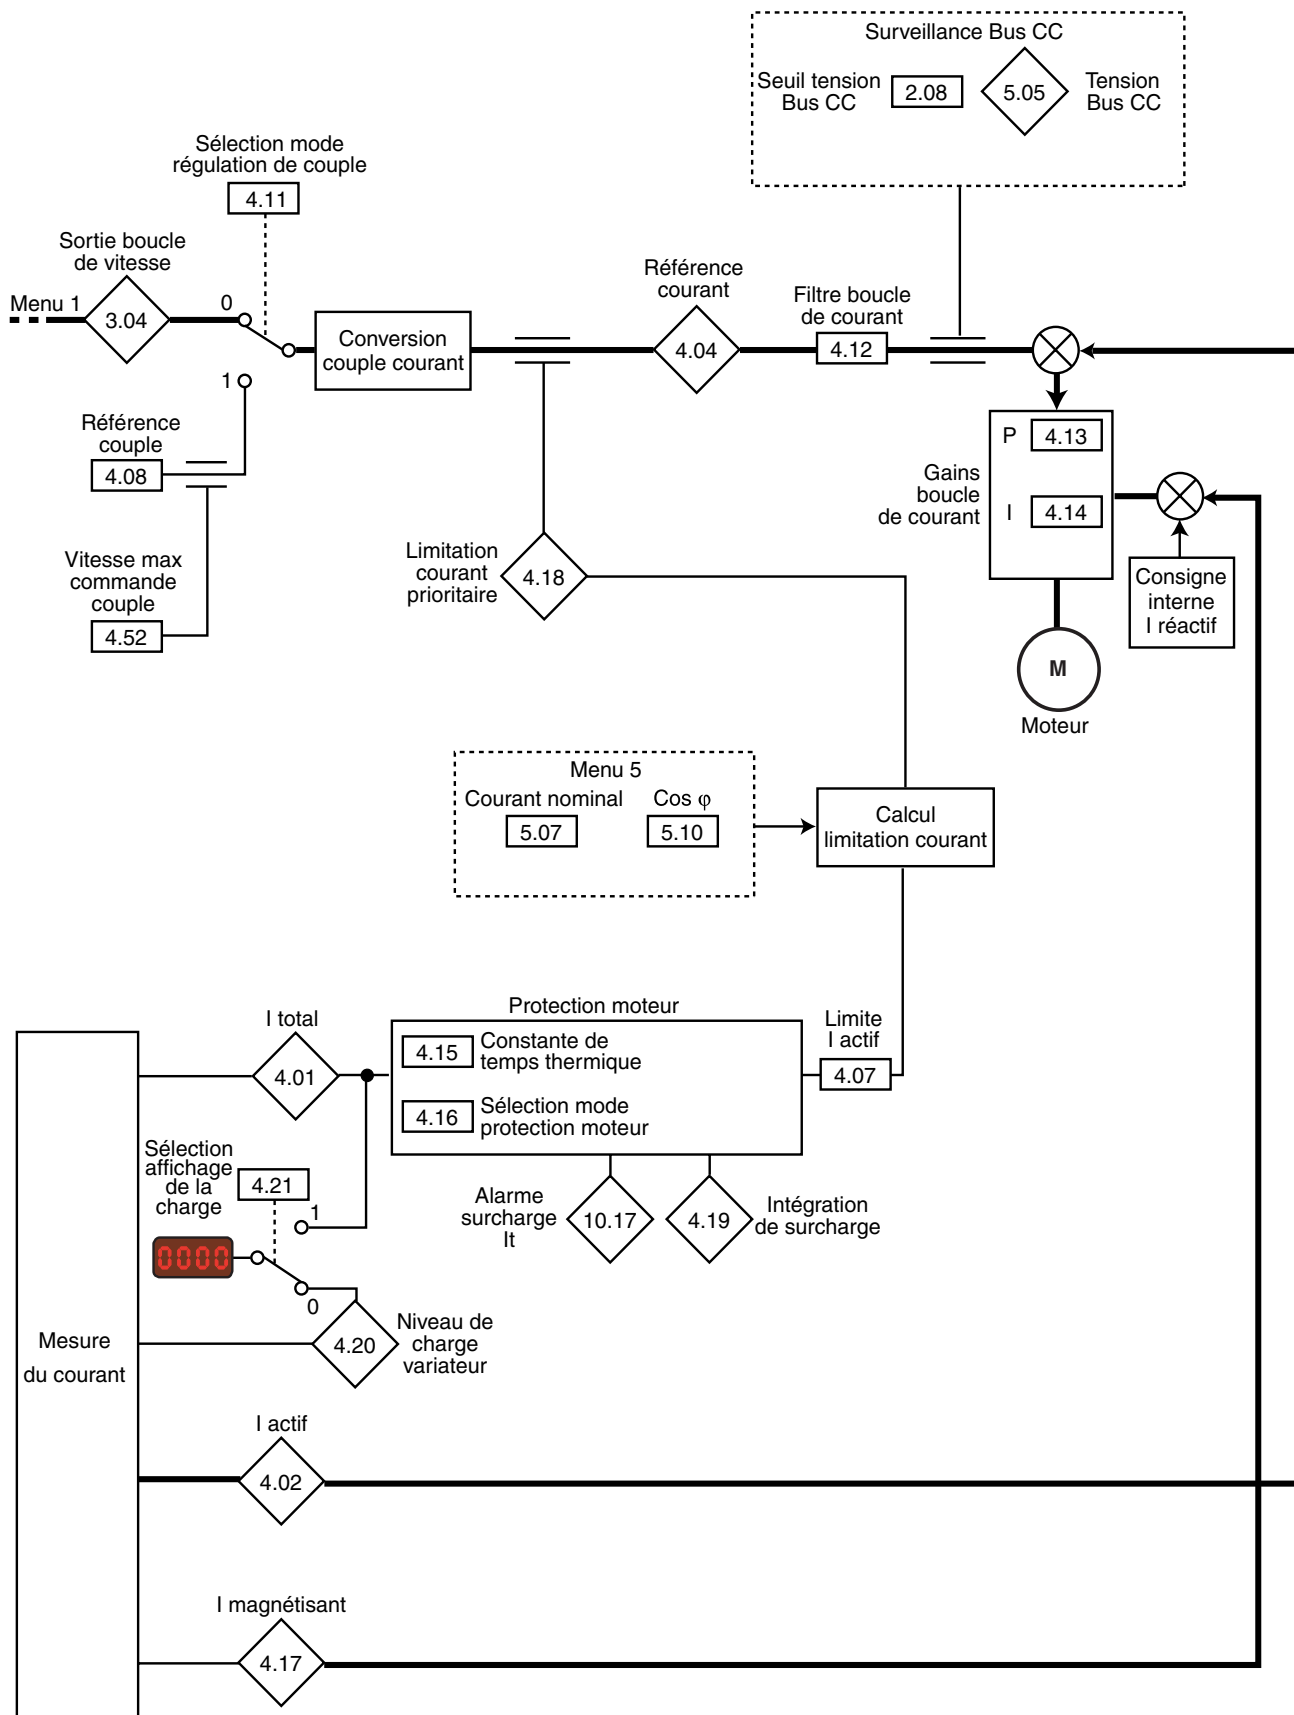 Surveillance Bus CC
Seuil tension
Bus CC
2.08
5.05
Tension
Bus CC
Sélection mode
régulation de couple
4.11
Sortie boucle
de vitesse
Menu 1
3.04
0
1
Conversion
couple courant
Référence
courant
4.04
Filtre boucle
de courant
4.12
Référence
couple
4.08
Vitesse max
commande
couple
4.52
Limitation
courant
prioritaire
4.18
Gains
boucle
de courant
P
4.13
I
4.14
Consigne
interne
I réactif
M
Moteur
Menu 5
Courant nominal
5.07
Cos φ
5.10
Calcul
limitation courant
Protection moteur
I total
4.01
4.15
Constante de
temps thermique
4.16
Sélection mode
protection moteur
Limite
I actif
4.07
Sélection
affichage
de la
charge
4.21
1
0000
0
Alarme
surcharge
It
10.17
4.19
Intégration
de surcharge
4.20
Niveau de
charge
variateur
Mesure
du courant
I actif
4.02
I magnétisant
4.17